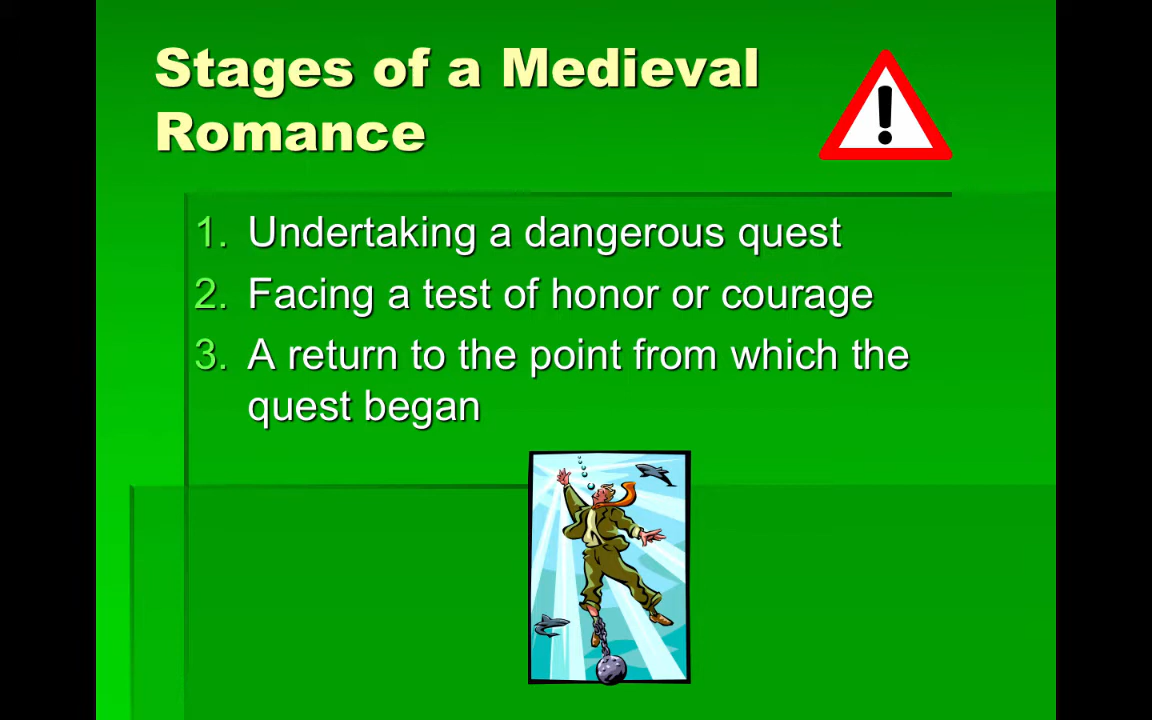 Stages of a Medieval
Romance
!
1. Undertaking a dangerous quest
2. Facing a test of honor or courage
3. A return to the point from which the
quest began